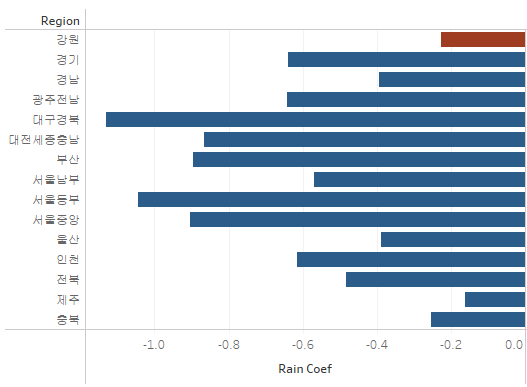 Region
강원
경기
경남
광주전남
대구경북
대전세종충남
부산
서울남부
서울동부
서울중앙
울산
인천
전북
제주
충북
-1.0 -0.8 -0.6 -0.4 -0.2 0.0
Rain Coef